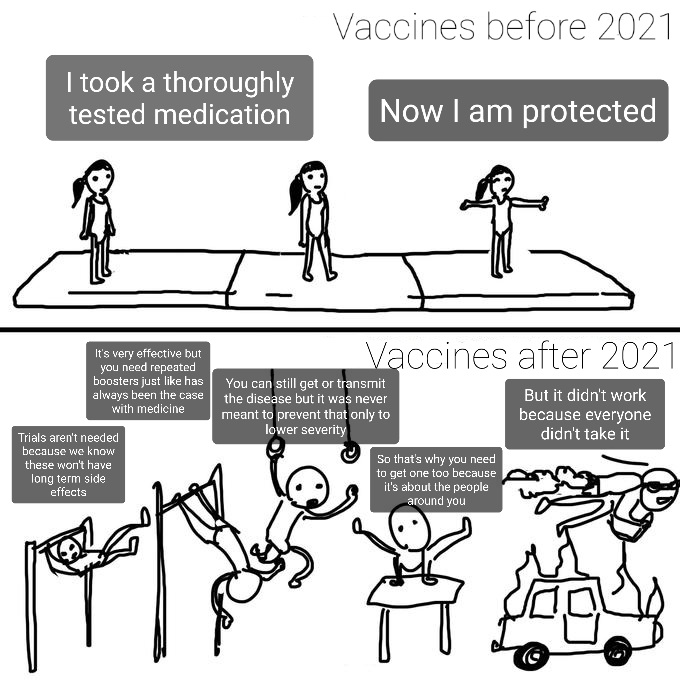 Vaccines before 2021
I took a thoroughly
tested medication
Now I am protected
Vaccines after 2021
It's very effective but
you need repeated
boosters just like has
always been the case
with medicine
You can still get or transmit
the disease but it was never
meant to prevent that only to
lower severity
But it didn't work
because everyone
didn't take it
Trials aren't needed
because we know
these won't have
long term side
effects
So that's why you need
to get one too because
it's about the people
around you